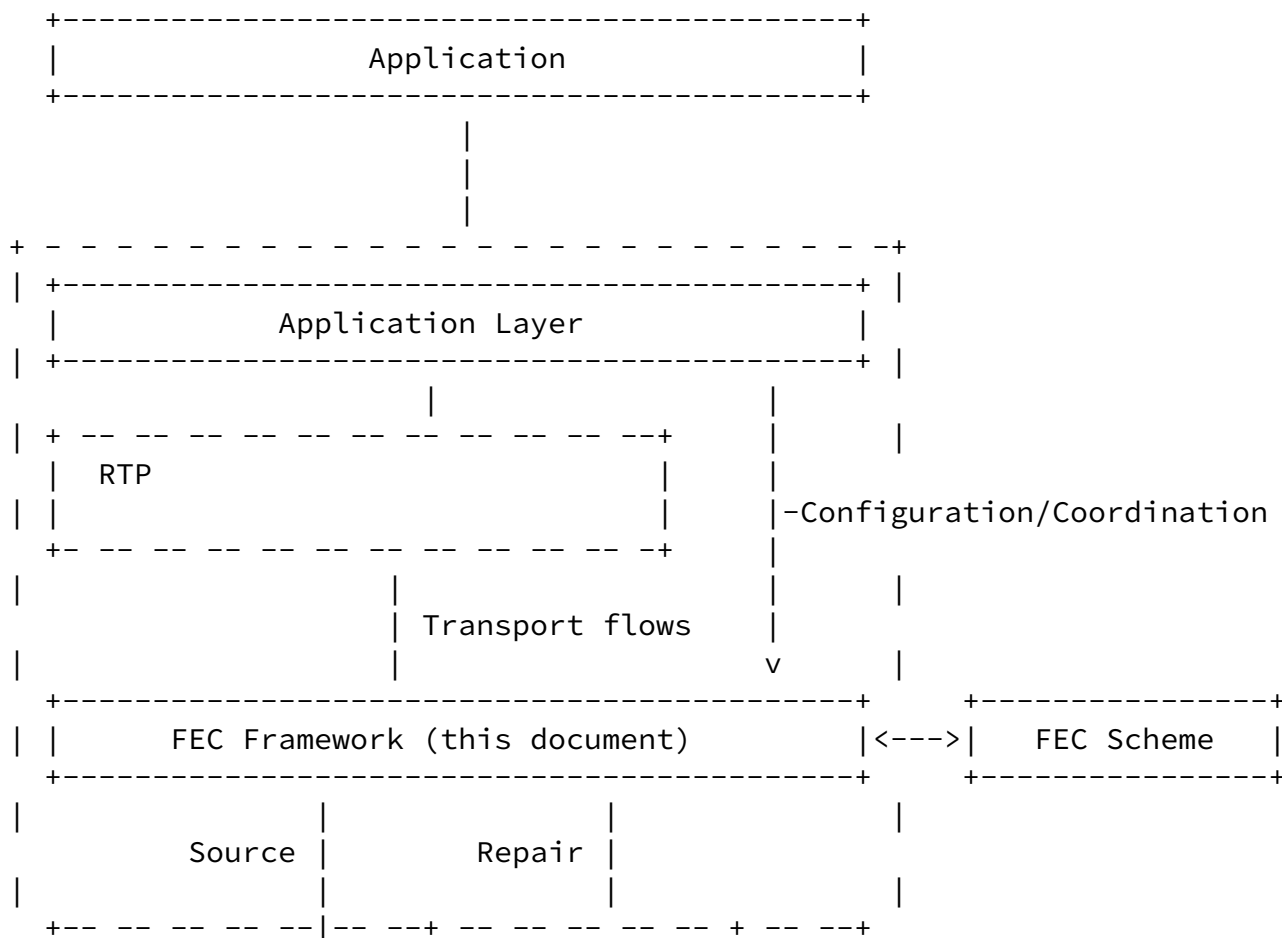 Application
Application Layer
RTP
-Configuration/Coordination
Transport flows
v
FEC Framework (this document) <---> FEC Scheme
Source Repair